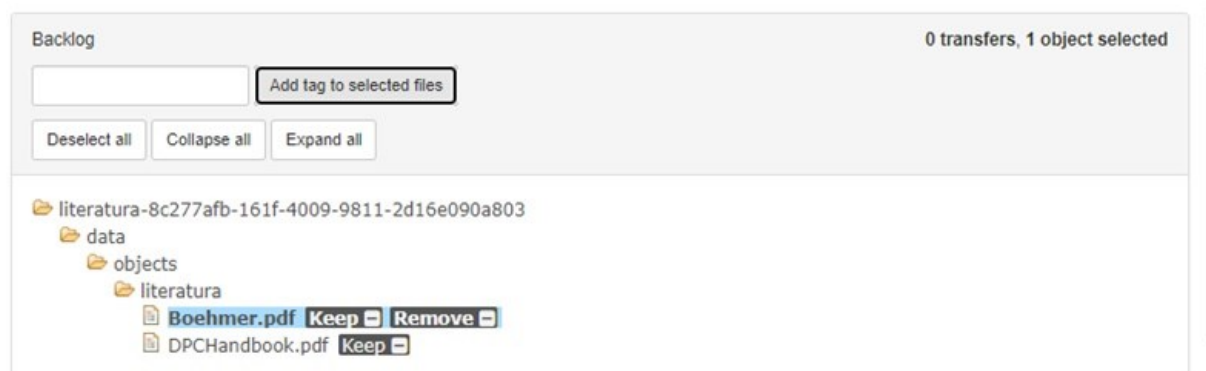 Backlog 0 transfers, 1 object selected
Add tag to selected files
Deselect all Collapse all Expand all
literatura-8c277afb-161f-4009-9811-2d16e090a803
data
objects
literatura
Boehmer.pdf Keep Remove
DPCHandbook.pdf Keep